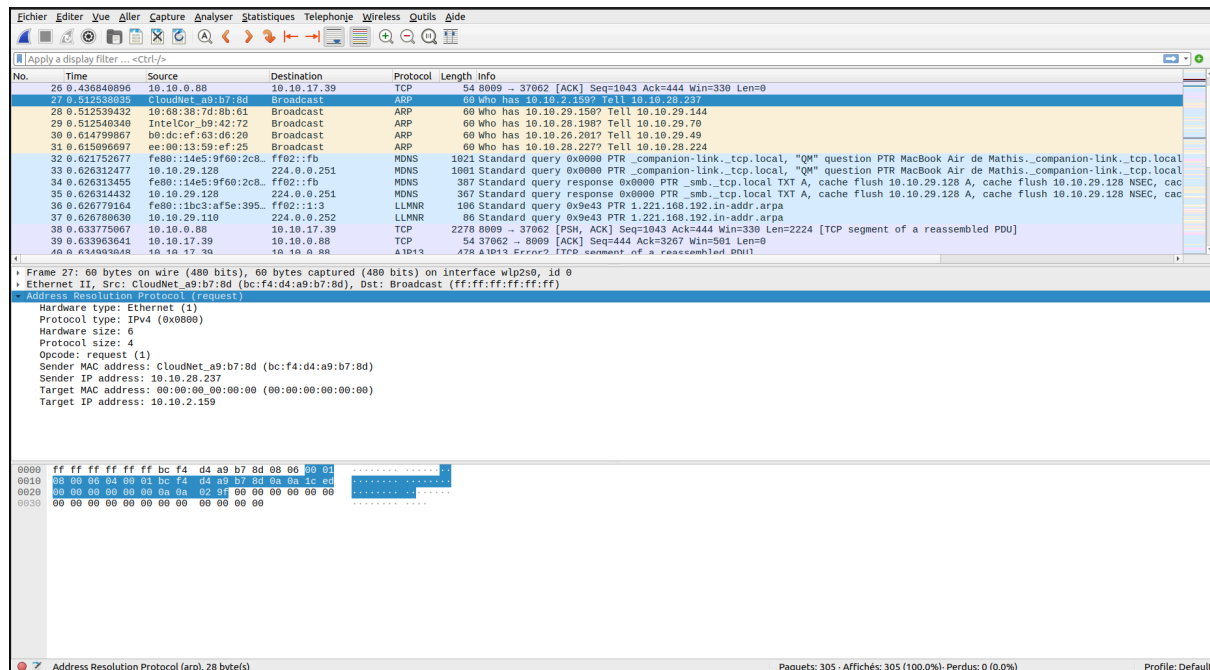 Fichier Editer Vue Aller Capture Analyser Statistiques Telephonie Wireless Outils Aide
Apply a display filter … <Ctrl-/>
No. Time Source Destination Protocol Length Info
26 0.436840896 10.10.0.88 10.10.17.39 TCP 54 8009 → 37062 [ACK] Seq=1043 Ack=444 Win=330 Len=0
27 0.512538035 CloudNet_a9:b7:8d Broadcast ARP 60 Who has 10.10.2.159? Tell 10.10.28.237
28 0.512539432 10:68:38:7d:8b:61 Broadcast ARP 60 Who has 10.10.29.150? Tell 10.10.29.144
29 0.512540340 IntelCor_b9:42:72 Broadcast ARP 60 Who has 10.10.28.198? Tell 10.10.29.70
30 0.614799867 b0:dc:ef:63:d6:20 Broadcast ARP 60 Who has 10.10.26.201? Tell 10.10.29.49
31 0.615096697 ee:00:13:59:ef:25 Broadcast ARP 60 Who has 10.10.28.227? Tell 10.10.28.224
32 0.621752677 fe80::14e5:9f60:2c8… ff02::fb MDNS 1021 Standard query 0x0000 PTR _companion-link._tcp.local, "QM" question PTR MacBook Air de Mathis._companion-link._tcp.local
33 0.626312477 10.10.29.128 224.0.0.251 MDNS 1001 Standard query 0x0000 PTR _companion-link._tcp.local, "QM" question PTR MacBook Air de Mathis._companion-link._tcp.local
34 0.626313455 fe80::14e5:9f60:2c8… ff02::fb MDNS 387 Standard query response 0x0000 PTR _smb._tcp.local TXT A, cache flush 10.10.29.128 A, cache flush 10.10.29.128 NSEC, cac
35 0.626314432 10.10.29.128 224.0.0.251 MDNS 367 Standard query response 0x0000 PTR _smb._tcp.local TXT A, cache flush 10.10.29.128 A, cache flush 10.10.29.128 NSEC, cac
36 0.626779164 fe80::1bc3:af5e:395… ff02::1:3 LLMNR 106 Standard query 0x9e43 PTR 1.221.168.192.in-addr.arpa
37 0.626780630 10.10.29.110 224.0.0.252 LLMNR 86 Standard query 0x9e43 PTR 1.221.168.192.in-addr.arpa
38 0.633775067 10.10.0.88 10.10.17.39 TCP 2278 8009 → 37062 [PSH, ACK] Seq=1043 Ack=444 Win=330 Len=2224 [TCP segment of a reassembled PDU]
39 0.633963641 10.10.17.39 10.10.0.88 TCP 54 37062 → 8009 [ACK] Seq=444 Ack=3267 Win=501 Len=0
40 0.634993048 10.10.17.39 10.10.0.88 AJP13 478 AJP13 Error? [TCP segment of a reassembled PDU]
Frame 27: 60 bytes on wire (480 bits), 60 bytes captured (480 bits) on interface wlp2s0, id 0
Ethernet II, Src: CloudNet_a9:b7:8d (bc:f4:d4:a9:b7:8d), Dst: Broadcast (ff:ff:ff:ff:ff:ff)
Address Resolution Protocol (request)
Hardware type: Ethernet (1)
Protocol type: IPv4 (0x0800)
Hardware size: 6
Protocol size: 4
Opcode: request (1)
Sender MAC address: CloudNet_a9:b7:8d (bc:f4:d4:a9:b7:8d)
Sender IP address: 10.10.28.237
Target MAC address: 00:00:00_00:00:00 (00:00:00:00:00:00)
Target IP address: 10.10.2.159
0000 ff ff ff ff ff ff bc f4 d4 a9 b7 8d 08 06 00 01 ········ ········
0010 08 00 06 04 00 01 bc f4 d4 a9 b7 8d 0a 0a 1c ed ········ ········
0020 00 00 00 00 00 00 0a 0a 02 9f 00 00 00 00 00 00 ········ ········
0030 00 00 00 00 00 00 00 00 00 00 00 00 ········ ····
Address Resolution Protocol (arp), 28 byte(s) Paquets: 305 · Affichés: 305 (100.0%)· Perdus: 0 (0.0%) Profile: Default